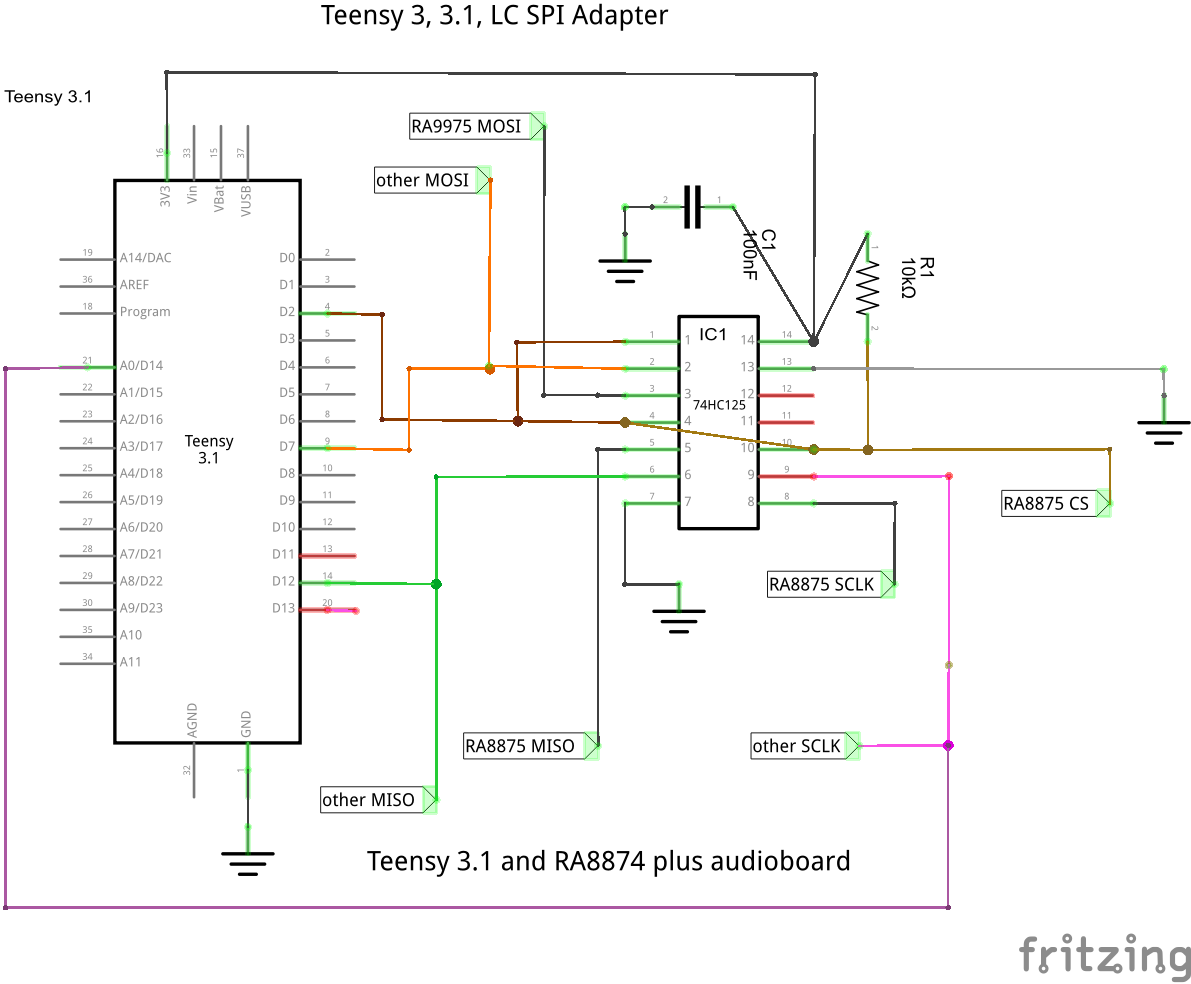 Teensy 3, 3.1, LC SPI Adapter
Teensy 3.1
RA9975 MOSI
other MOSI
16
33
15
37
3V3
Vin
VBat
VUSB
2
1
C1
100nF
1
R1
10kΩ
2
19 A14/DAC D0 2
36 AREF D1 3
18 Program D2 4
D3 5
21 A0/D14 D4 6
22 A1/D15 D5 7
23 A2/D16 D6 8
24 A3/D17 D7 9
25 A4/D18 D8 10
26 A5/D19 D9 11
27 A6/D20 D10 12
28 A7/D21 D11 13
29 A8/D22 D12 14
30 A9/D23 D13 20
35 A10
34 A11
Teensy
3.1
AGND
GND
32
1
IC1
74HC125
1 1 14 14
2 2 13 13
3 3 12 12
4 4 11 11
5 5 10 10
6 6 9 9
7 7 8 8
RA8875 CS
RA8875 SCLK
RA8875 MISO
other SCLK
other MISO
Teensy 3.1 and RA8874 plus audioboard
fritzing